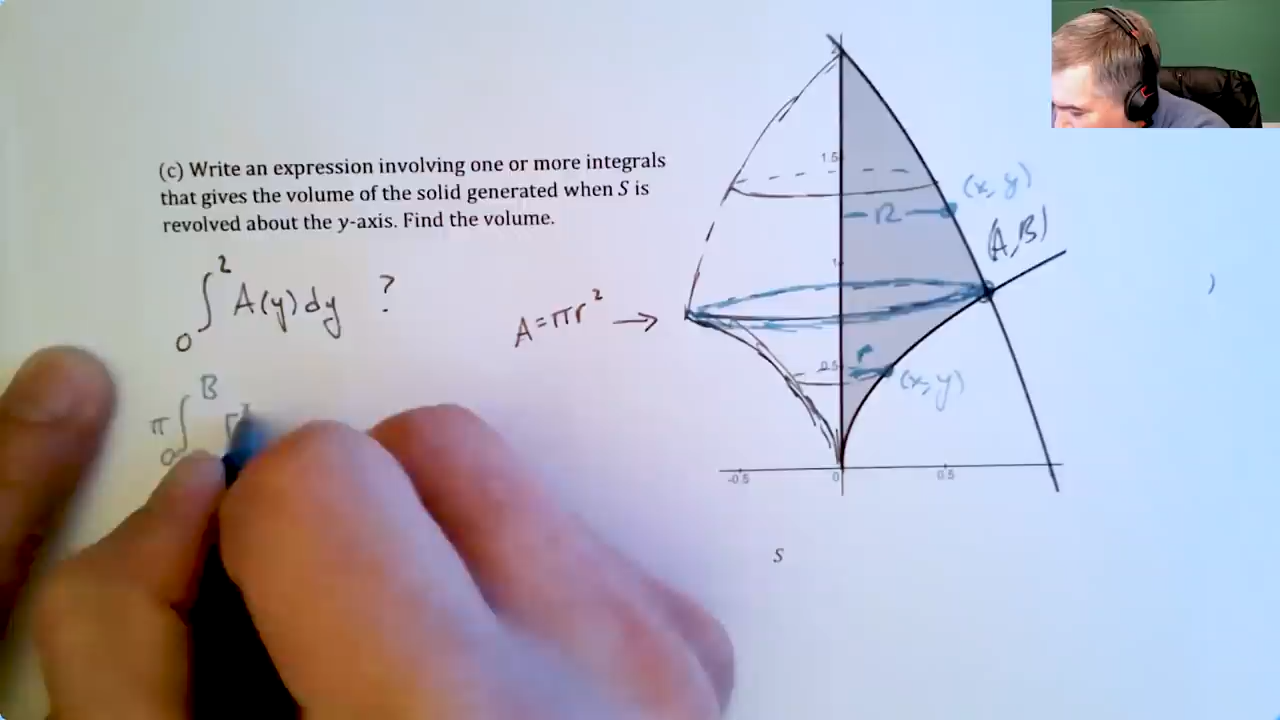 (c) Write an expression involving one or more integrals
that gives the volume of the solid generated when S is
revolved about the y-axis. Find the volume.
∫₀² A(y) dy ?
A = πr² →
π ∫₀ᴮ r
1.5
1
0.5
-0.5
0
0.5
R
(x, y)
(A, B)
r
(x, y)
S